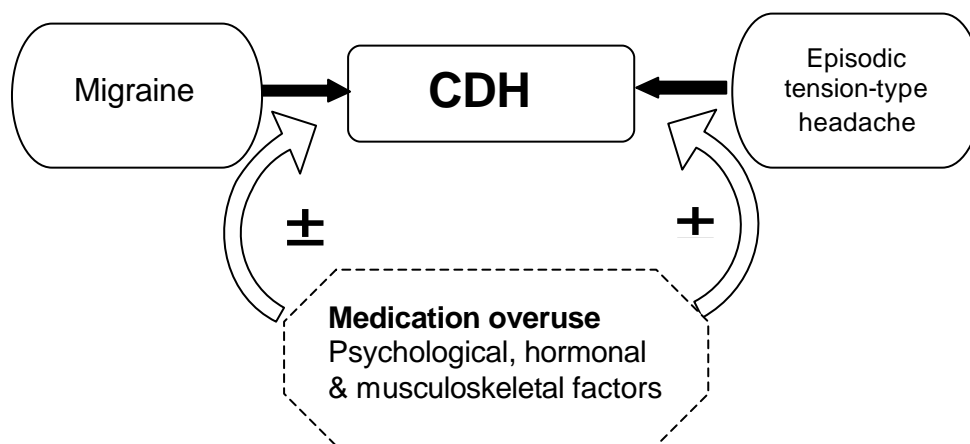 Migraine
CDH
Episodic
tension-type
headache
±
+
Medication overuse
Psychological, hormonal
& musculoskeletal factors